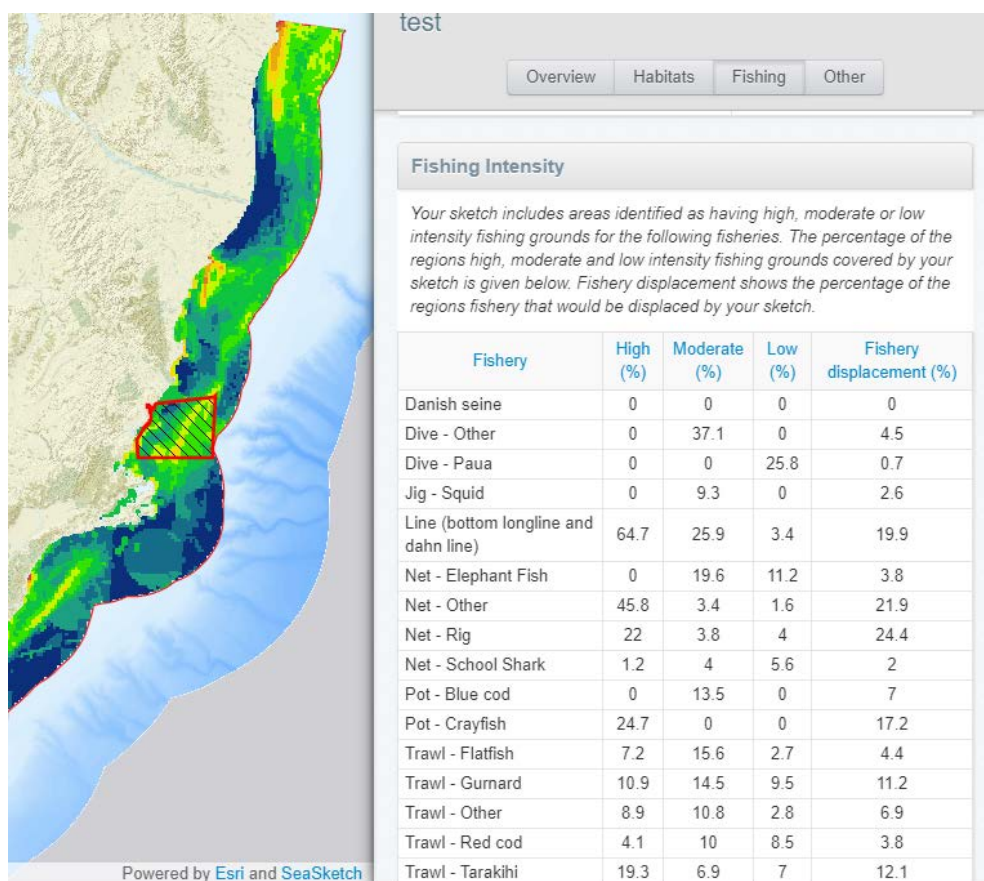 test
Overview Habitats Fishing Other
Fishing Intensity
Your sketch includes areas identified as having high, moderate or low
intensity fishing grounds for the following fisheries. The percentage of the
regions high, moderate and low intensity fishing grounds covered by your
sketch is given below. Fishery displacement shows the percentage of the
regions fishery that would be displaced by your sketch.
Fishery High (%) Moderate (%) Low (%) Fishery displacement (%)
Danish seine 0 0 0 0
Dive - Other 0 37.1 0 4.5
Dive - Paua 0 0 25.8 0.7
Jig - Squid 0 9.3 0 2.6
Line (bottom longline and dahn line) 64.7 25.9 3.4 19.9
Net - Elephant Fish 0 19.6 11.2 3.8
Net - Other 45.8 3.4 1.6 21.9
Net - Rig 22 3.8 4 24.4
Net - School Shark 1.2 4 5.6 2
Pot - Blue cod 0 13.5 0 7
Pot - Crayfish 24.7 0 0 17.2
Trawl - Flatfish 7.2 15.6 2.7 4.4
Trawl - Gurnard 10.9 14.5 9.5 11.2
Trawl - Other 8.9 10.8 2.8 6.9
Trawl - Red cod 4.1 10 8.5 3.8
Trawl - Tarakihi 19.3 6.9 7 12.1
Powered by Esri and SeaSketch